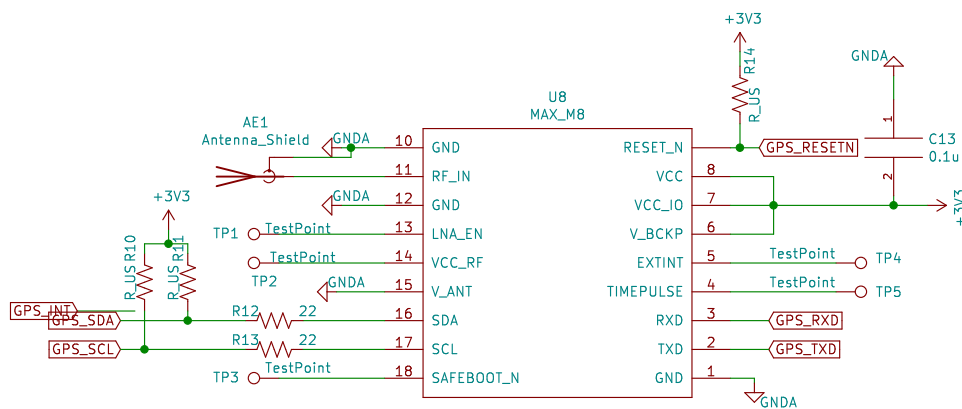 +3V3
GNDA
R14
R_US
U8
MAX_M8
AE1
Antenna_Shield
GNDA
10 GND
RESET_N
GPS_RESETN
1
C13
0.1u
2
11 RF_IN
VCC 8
GNDA
12 GND
VCC_IO 7
+3V3
+3V3
TP1
TestPoint
13 LNA_EN
V_BCKP 6
R10
R_US
R11
R_US
TestPoint
TP2
14 VCC_RF
EXTINT 5
TestPoint
TP4
GNDA
15 V_ANT
TIMEPULSE 4
TestPoint
TP5
GPS_INT
GPS_SDA
R12
22
16 SDA
RXD 3
GPS_RXD
GPS_SCL
R13
22
17 SCL
TXD 2
GPS_TXD
TP3
TestPoint
18 SAFEBOOT_N
GND 1
GNDA